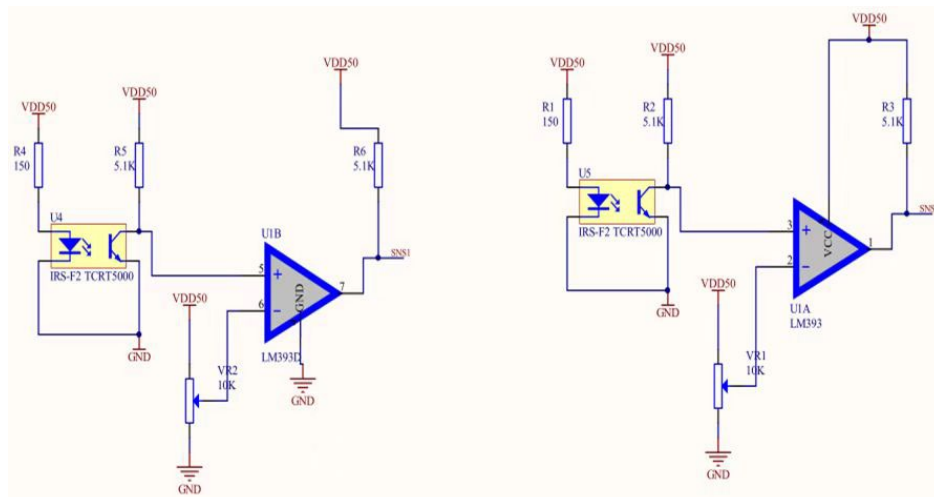 VDD50
VDD50
VDD50
R4
150
R5
5.1K
R6
5.1K
U4
IRS-F2 TCRT5000
U1B
5
6
7
SNS1
GND
LM393D
GND
VDD50
VR2
10K
GND
GND
VDD50
VDD50
VDD50
R1
150
R2
5.1K
R3
5.1K
U5
IRS-F2 TCRT5000
3
2
1
VCC
SNS
U1A
LM393
GND
VDD50
VR1
10K
GND